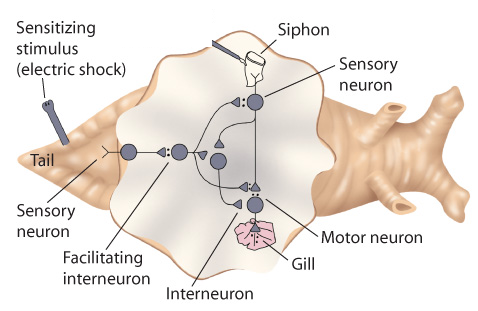 Sensitizing
stimulus
(electric shock)
Siphon
Sensory
neuron
Tail
Sensory
neuron
Facilitating
interneuron
Interneuron
Motor neuron
Gill